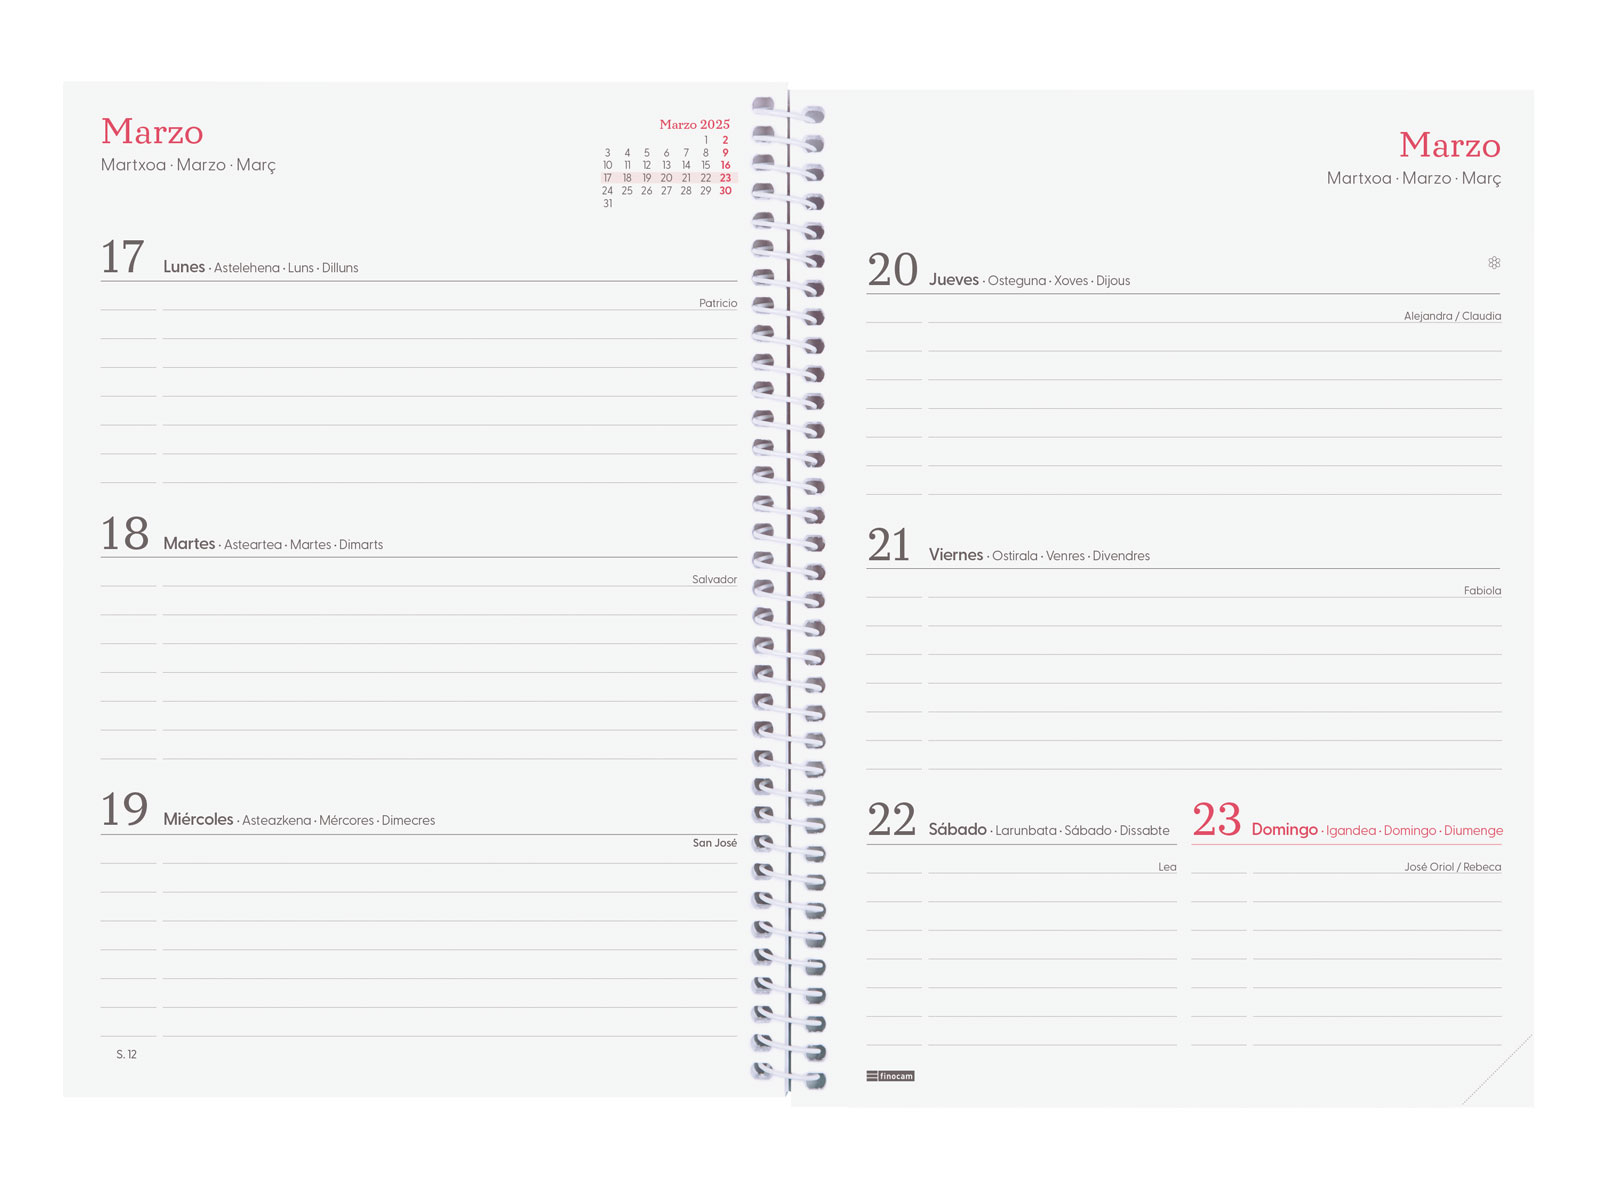 Marzo
Martxoa · Marzo · Març
Marzo 2025
1 2
3 4 5 6 7 8 9
10 11 12 13 14 15 16
17 18 19 20 21 22 23
24 25 26 27 28 29 30
31
17 Lunes · Astelehena · Luns · Dilluns
Patricio
18 Martes · Asteartea · Martes · Dimarts
Salvador
19 Miércoles · Asteazkena · Mércores · Dimecres
San José
S. 12
Marzo
Martxoa · Marzo · Març
20 Jueves · Osteguna · Xoves · Dijous
Alejandra / Claudia
21 Viernes · Ostirala · Venres · Divendres
Fabiola
22 Sábado · Larunbata · Sábado · Dissabte
Lea
23 Domingo · Igandea · Domingo · Diumenge
José Oriol / Rebeca
finocam